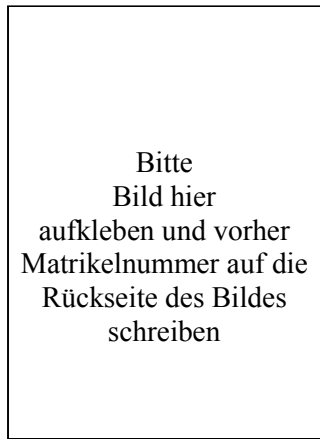 Bitte
Bild hier
aufkleben und vorher
Matrikelnummer auf die
Rückseite des Bildes
schreiben